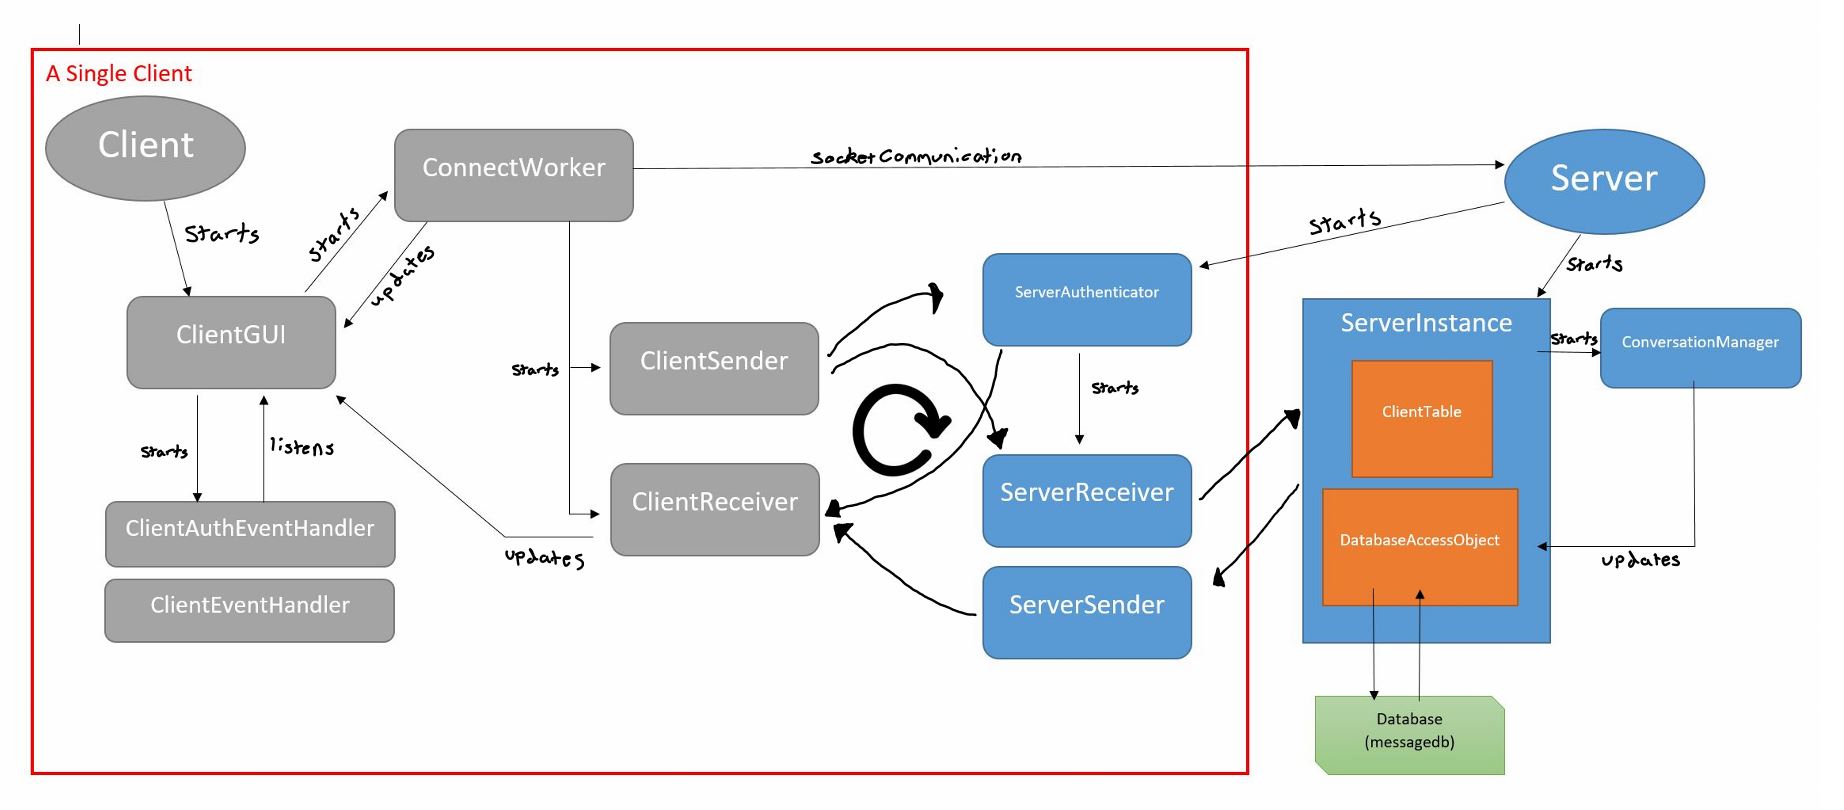 A Single Client
Client
ConnectWorker
socket Communication
Server
Starts
Starts
updates
Starts
Starts
ServerAuthenticator
ClientGUI
ServerInstance
Starts
ConversationManager
ClientSender
Starts
Starts
ClientTable
Starts
listens
ClientReceiver
ServerReceiver
ClientAuthEventHandler
updates
DatabaseAccessObject
updates
ClientEventHandler
ServerSender
Database
(messagedb)